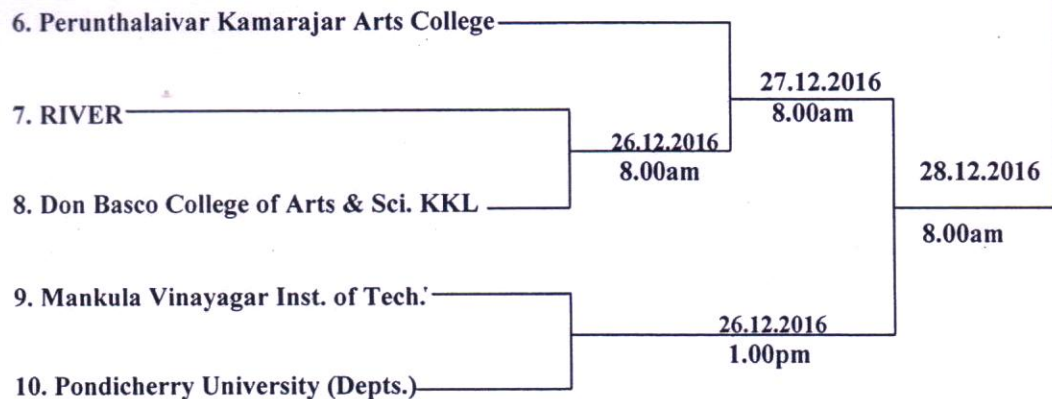 6. Perunthalaivar Kamarajar Arts College
27.12.2016
8.00am
7. RIVER
26.12.2016
8.00am
8. Don Basco College of Arts & Sci. KKL
28.12.2016
8.00am
9. Mankula Vinayagar Inst. of Tech.
26.12.2016
1.00pm
10. Pondicherry University (Depts.)